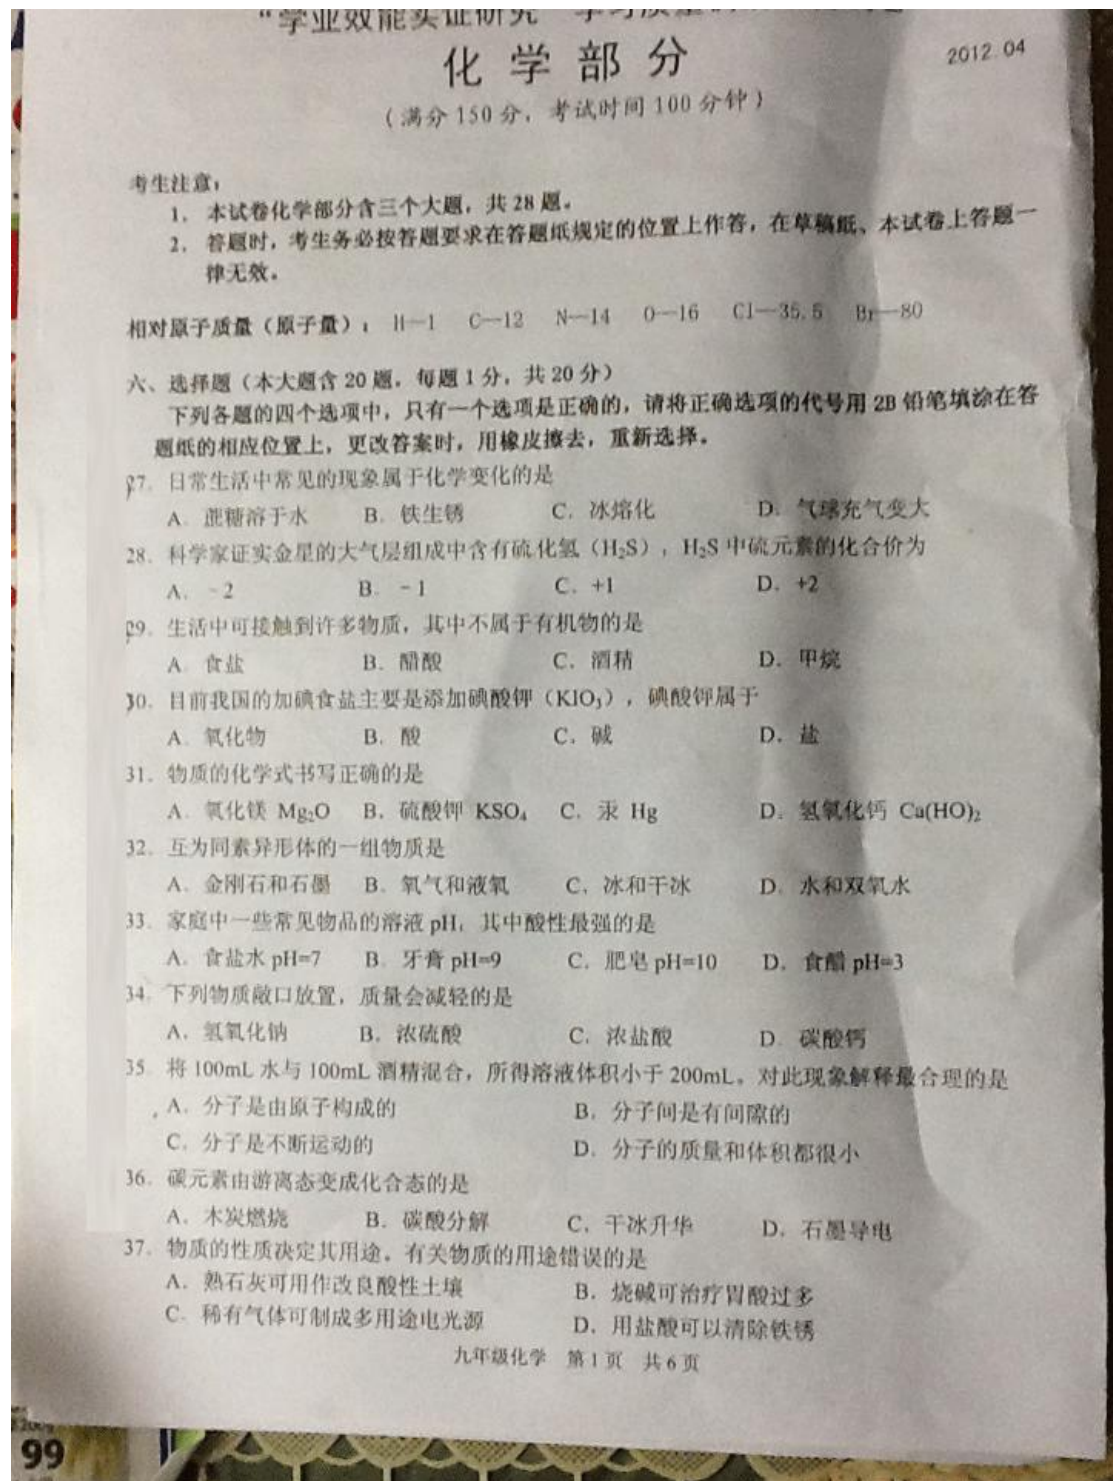 “学业效能实证研究”学习质量
化 学 部 分
2012.04
（满分 150 分，考试时间 100 分钟）
考生注意：
1． 本试卷化学部分含三个大题，共 28 题。
2． 答题时，考生务必按答题要求在答题纸规定的位置上作答，在草稿纸、本试卷上答题一
律无效。
相对原子质量（原子量）： H—1 C—12 N—14 O—16 Cl—35.5 Br—80
六、选择题（本大题含 20 题，每题 1 分，共 20 分）
下列各题的四个选项中，只有一个选项是正确的，请将正确选项的代号用 2B 铅笔填涂在答
题纸的相应位置上，更改答案时，用橡皮擦去，重新选择。
27．日常生活中常见的现象属于化学变化的是
A．蔗糖溶于水 B．铁生锈 C．冰熔化 D．气球充气变大
28．科学家证实金星的大气层组成中含有硫化氢（H₂S），H₂S 中硫元素的化合价为
A．-2 B．-1 C．+1 D．+2
29．生活中可接触到许多物质，其中不属于有机物的是
A．食盐 B．醋酸 C．酒精 D．甲烷
30．目前我国的加碘食盐主要是添加碘酸钾（KIO₃），碘酸钾属于
A．氧化物 B．酸 C．碱 D．盐
31．物质的化学式书写正确的是
A．氧化镁 Mg₂O B．硫酸钾 KSO₄ C．汞 Hg D．氢氧化钙 Ca(HO)₂
32．互为同素异形体的一组物质是
A．金刚石和石墨 B．氧气和液氧 C．冰和干冰 D．水和双氧水
33．家庭中一些常见物品的溶液 pH，其中酸性最强的是
A．食盐水 pH=7 B．牙膏 pH=9 C．肥皂 pH=10 D．食醋 pH=3
34．下列物质敞口放置，质量会减轻的是
A．氢氧化钠 B．浓硫酸 C．浓盐酸 D．碳酸钙
35．将 100mL 水与 100mL 酒精混合，所得溶液体积小于 200mL。对此现象解释最合理的是
A．分子是由原子构成的 B．分子间是有间隙的
C．分子是不断运动的 D．分子的质量和体积都很小
36．碳元素由游离态变成化合态的是
A．木炭燃烧 B．碳酸分解 C．干冰升华 D．石墨导电
37．物质的性质决定其用途。有关物质的用途错误的是
A．熟石灰可用作改良酸性土壤 B．烧碱可治疗胃酸过多
C．稀有气体可制成多用途电光源 D．用盐酸可以清除铁锈
九年级化学 第 1 页 共 6 页
99